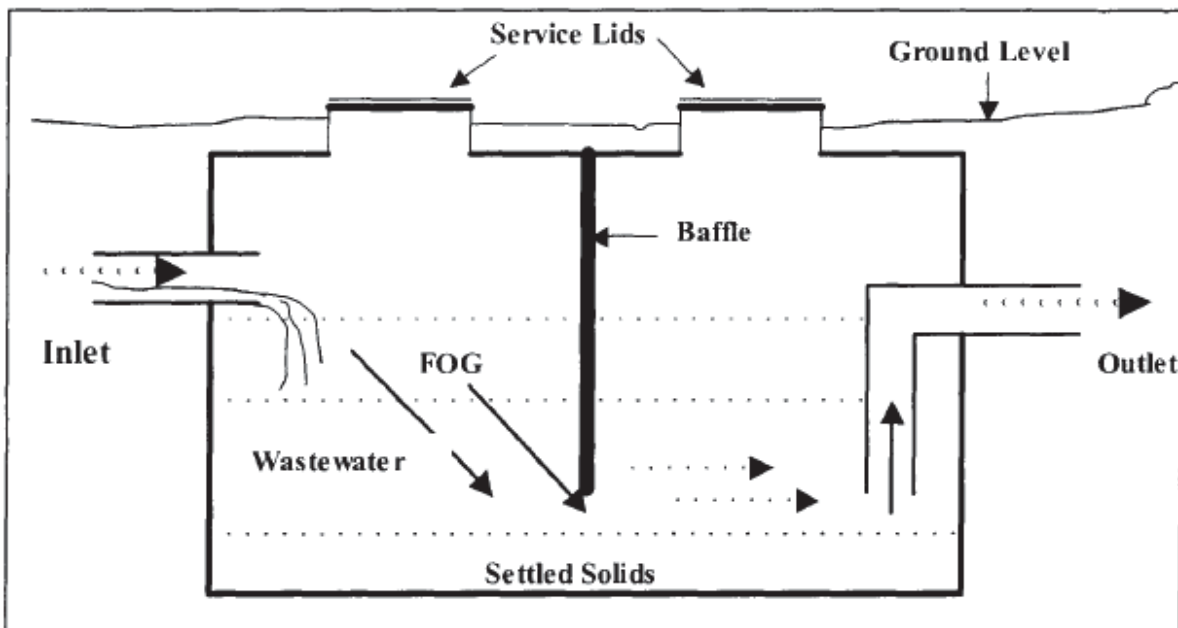 Service Lids
Ground Level
Baffle
Inlet
FOG
Outlet
Wastewater
Settled Solids